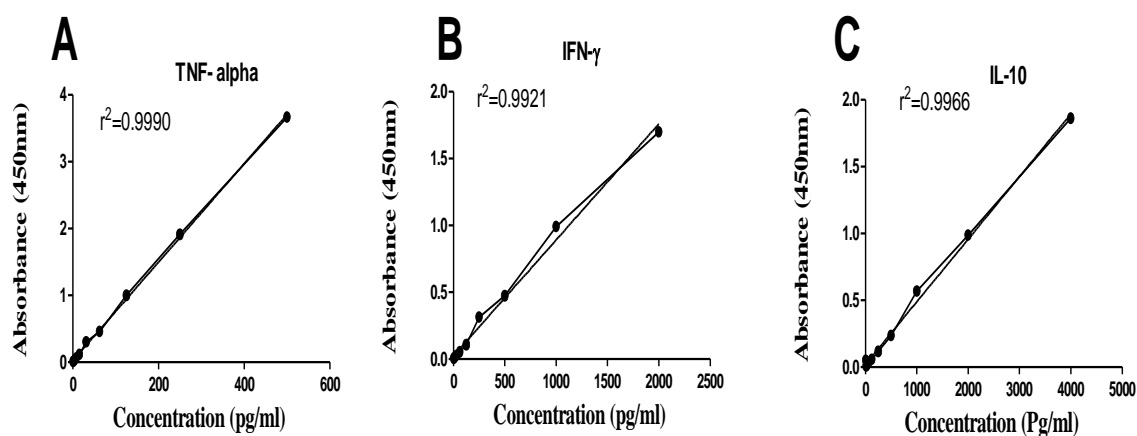 A
TNF- alpha
r²=0.9990
Absorbance (450nm)
4
3
2
1
0
0 200 400 600
Concentration (pg/ml)
B
IFN-γ
r²=0.9921
Absorbance (450nm)
2.0
1.5
1.0
0.5
0.0
0 500 1000 1500 2000 2500
Concentration (pg/ml)
C
IL-10
r²=0.9966
Absorbance (450nm)
2.0
1.5
1.0
0.5
0.0
0 1000 2000 3000 4000 5000
Concentration (Pg/ml)